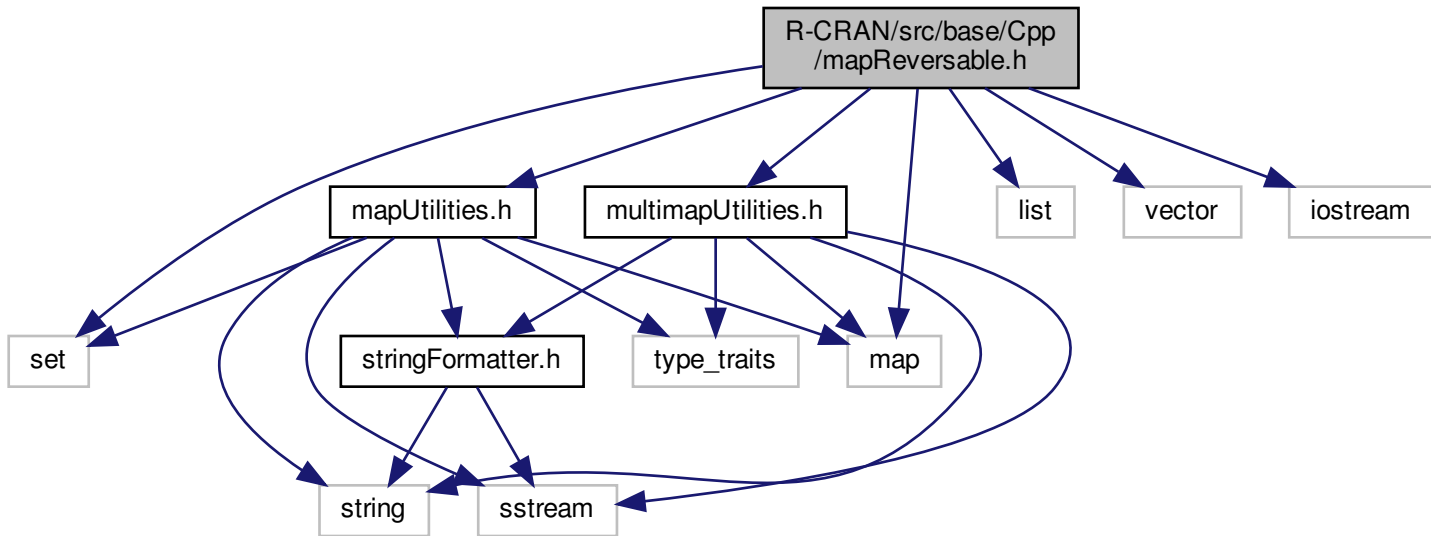 R-CRAN/src/base/Cpp
/mapReversable.h
mapUtilities.h
multimapUtilities.h
list
vector
iostream
set
stringFormatter.h
type_traits
map
string
sstream